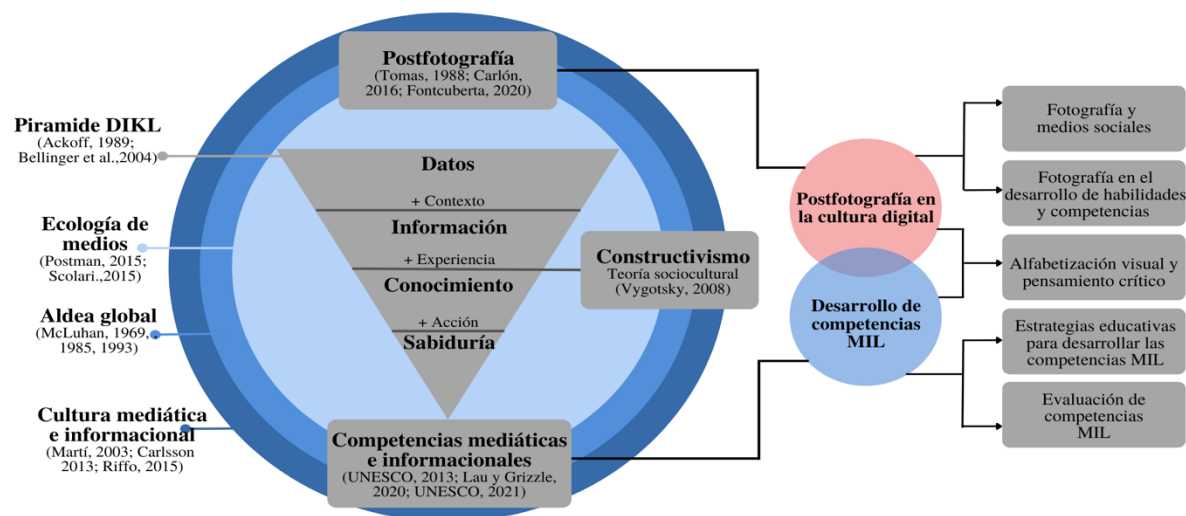 Postfotografía
(Tomas, 1988; Carlón,
2016; Fontcuberta, 2020)
Piramide DIKL
(Ackoff, 1989;
Bellinger et al.,2004)
Ecología de
medios
(Postman, 2015;
Scolari.,2015)
Aldea global
(McLuhan, 1969,
1985, 1993)
Cultura mediática
e informacional
(Martí, 2003; Carlsson
2013; Riffo, 2015)
Datos
+ Contexto
Información
+ Experiencia
Conocimiento
+ Acción
Sabiduría
Constructivismo
Teoría sociocultural
(Vygotsky, 2008)
Competencias mediáticas
e informacionales
(UNESCO, 2013; Lau y Grizzle,
2020; UNESCO, 2021)
Postfotografía en
la cultura digital
Desarrollo de
competencias
MIL
Fotografía y
medios sociales
Fotografía en el
desarrollo de habilidades
y competencias
Alfabetización visual y
pensamiento crítico
Estrategias educativas
para desarrollar las
competencias MIL
Evaluación de
competencias
MIL